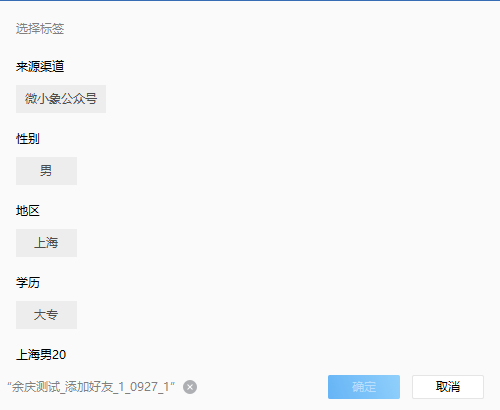 选择标签
来源渠道
微小象公众号
性别
男
地区
上海
学历
大专
上海男20
“余庆测试_添加好友_1_0927_1”
确定 取消